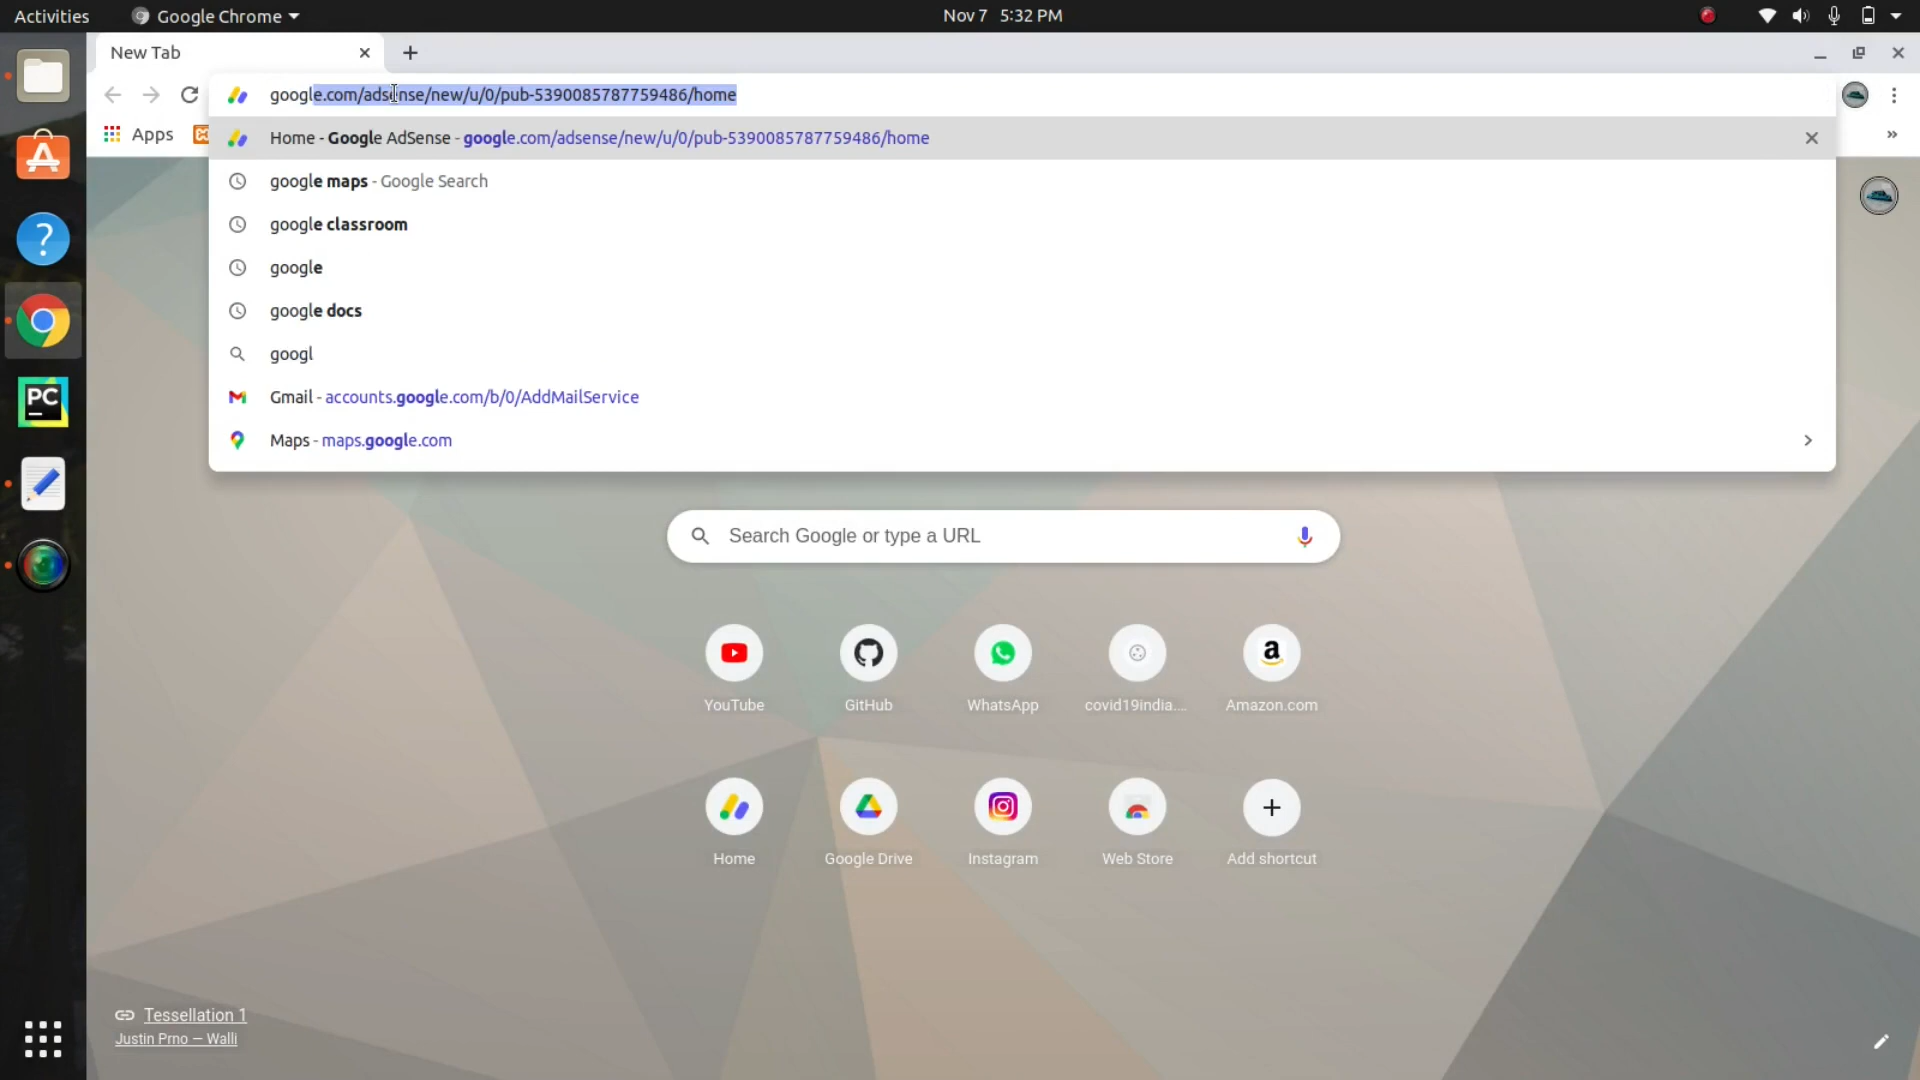 Activities
Google Chrome
Nov 7 5:32 PM
New Tab
google.com/adsense/new/u/0/pub-5390085787759486/home
Apps
Home - Google AdSense - google.com/adsense/new/u/0/pub-5390085787759486/home
google maps - Google Search
google classroom
google
google docs
googl
Gmail - accounts.google.com/b/0/AddMailService
Maps - maps.google.com
PC
Search Google or type a URL
YouTube
GitHub
WhatsApp
covid19india....
Amazon.com
Home
Google Drive
Instagram
Web Store
Add shortcut
Tessellation 1
Justin Prno — Walli